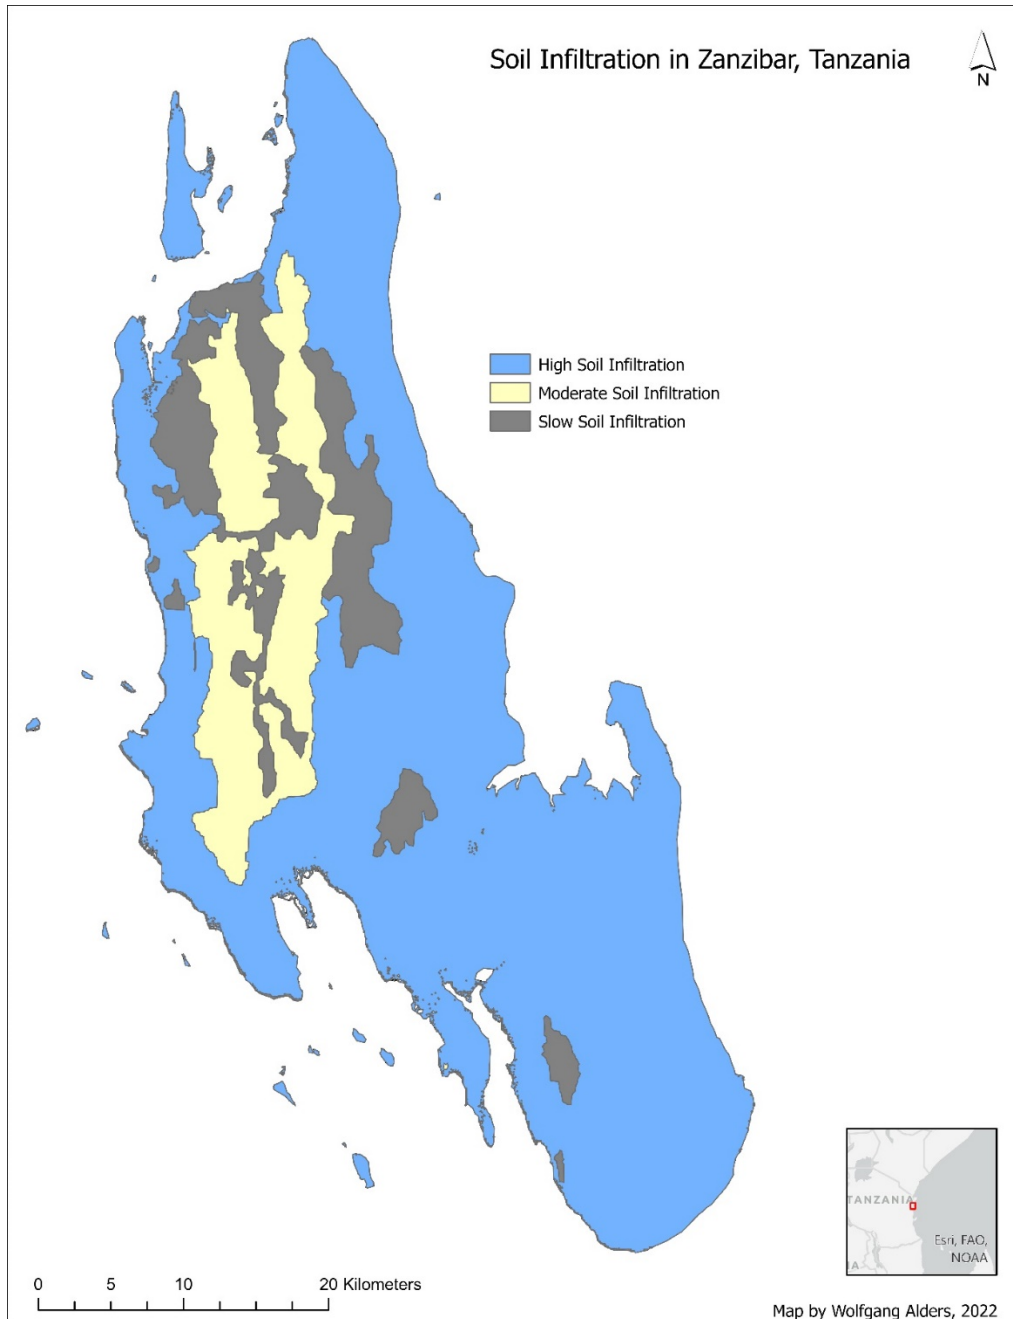 Soil Infiltration in Zanzibar, Tanzania
N
High Soil Infiltration
Moderate Soil Infiltration
Slow Soil Infiltration
TANZANIA
Esri, FAO,
NOAA
IA
0 5 10 20 Kilometers
Map by Wolfgang Alders, 2022